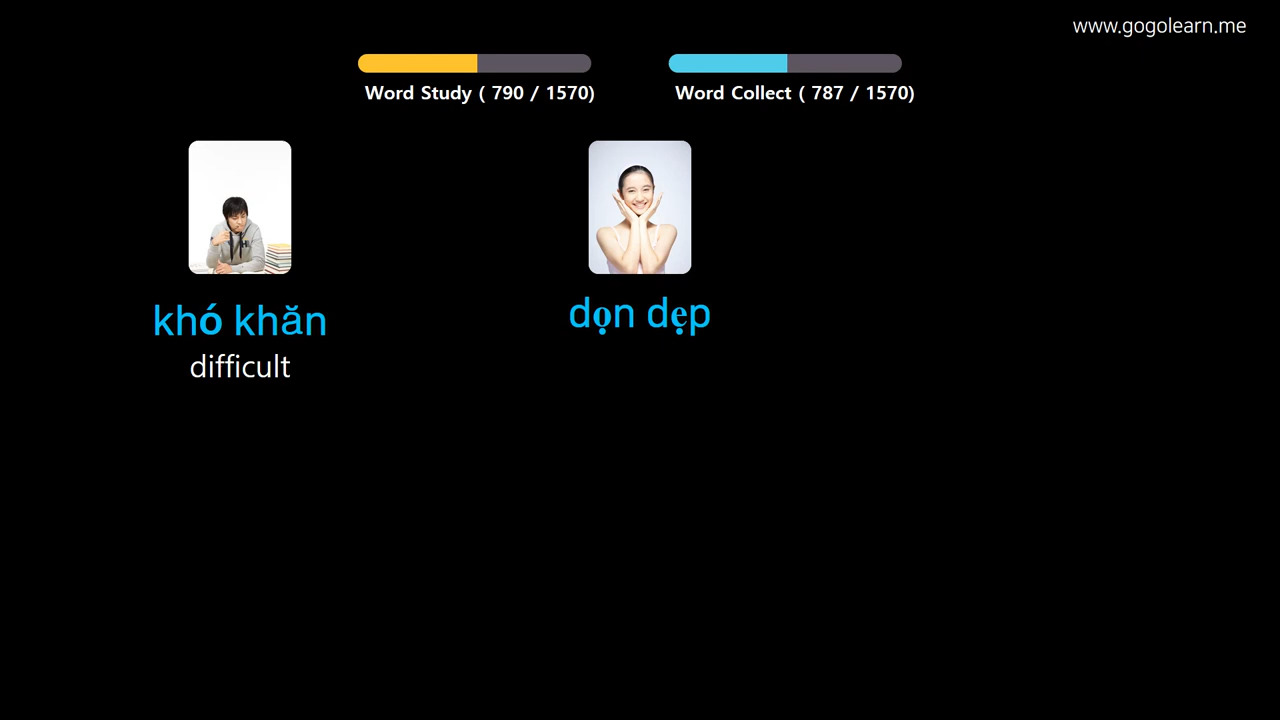 www.gogolearn.me
Word Study ( 790 / 1570)
Word Collect ( 787 / 1570)
khó khăn
difficult
dọn dẹp